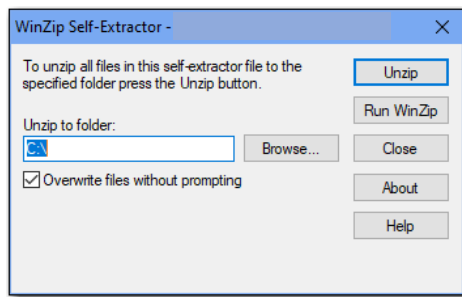 WinZip Self-Extractor -
To unzip all files in this self-extractor file to the
specified folder press the Unzip button.
Unzip to folder:
C:\
Browse...
Overwrite files without prompting
Unzip
Run WinZip
Close
About
Help